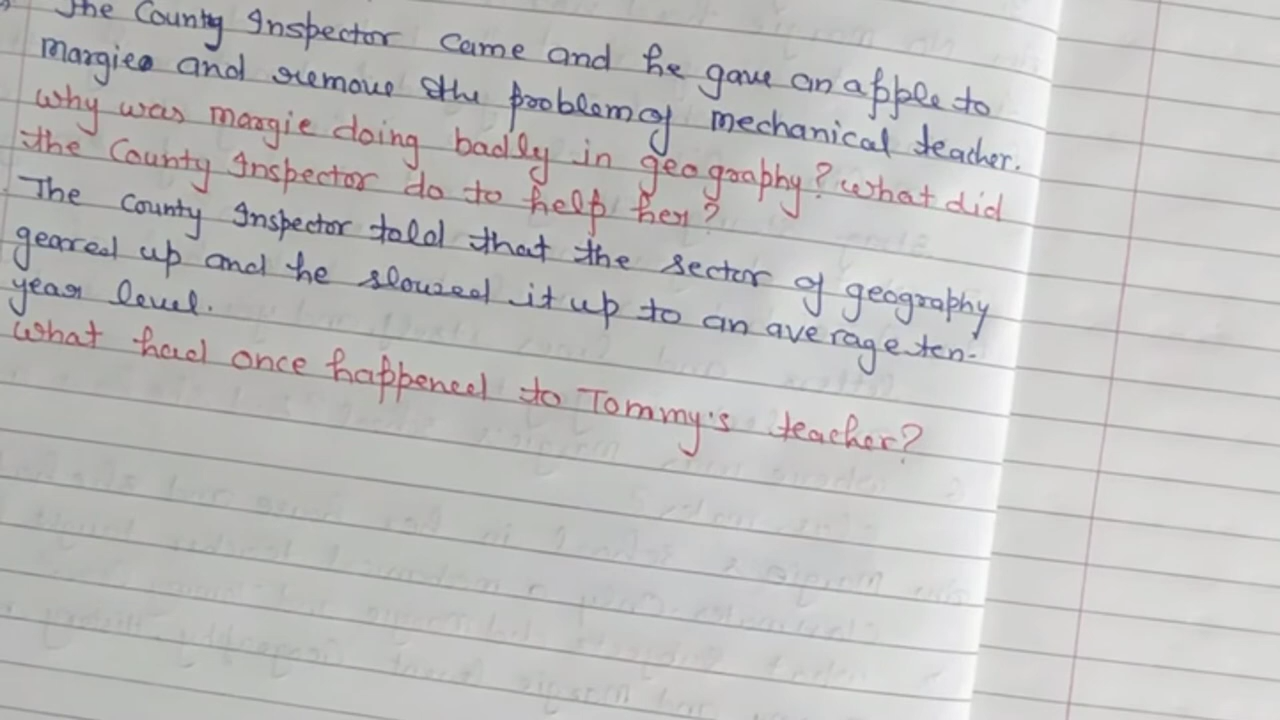 The County Inspector came and he gave an apple to
Margie and remove the problem of mechanical teacher.
why was margie doing badly in geography? what did
the County Inspector do to help her?
The County Inspector told that the sector of geography
geared up and he slowed it up to an average ten-
year level.
what had once happened to Tommy's teacher?